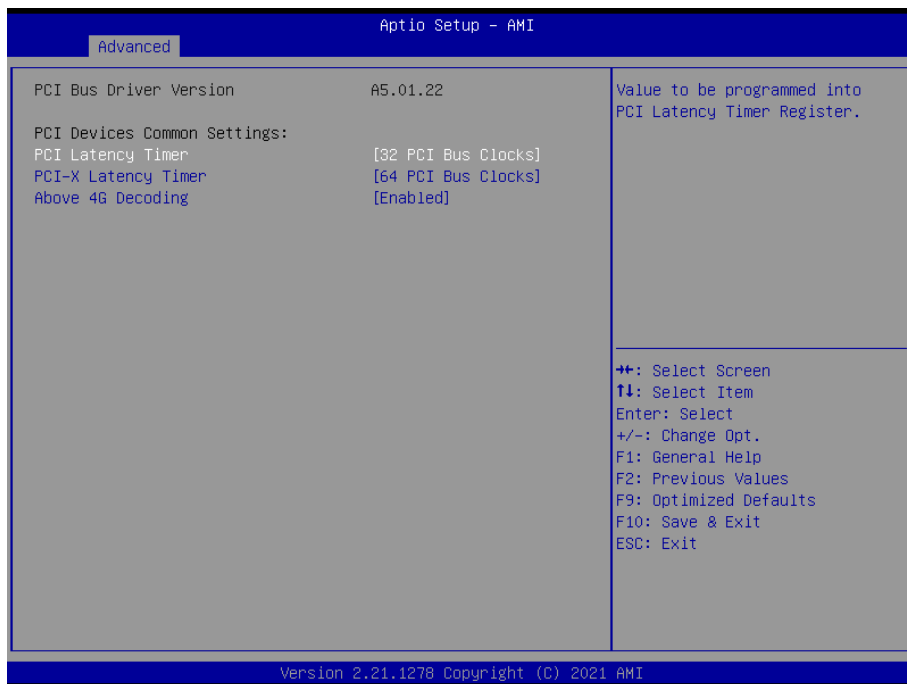 Aptio Setup – AMI
Advanced
PCI Bus Driver Version A5.01.22
PCI Devices Common Settings:
PCI Latency Timer [32 PCI Bus Clocks]
PCI-X Latency Timer [64 PCI Bus Clocks]
Above 4G Decoding [Enabled]
Value to be programmed into
PCI Latency Timer Register.
→←: Select Screen
↑↓: Select Item
Enter: Select
+/-: Change Opt.
F1: General Help
F2: Previous Values
F9: Optimized Defaults
F10: Save & Exit
ESC: Exit
Version 2.21.1278 Copyright (C) 2021 AMI